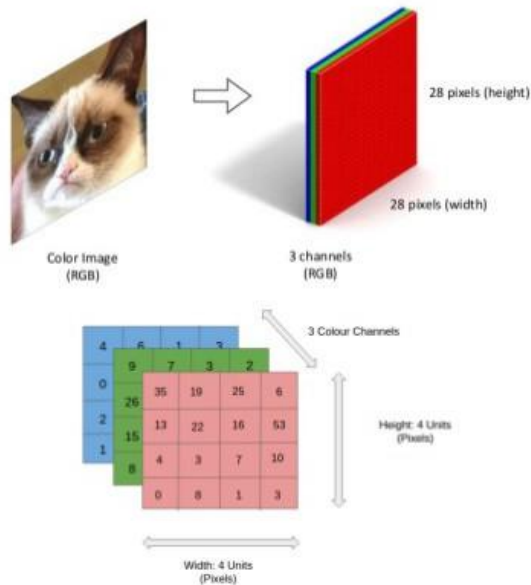 28 pixels (height)
28 pixels (width)
Color Image
(RGB)
3 channels
(RGB)
3 Colour Channels
4 6 1 3
9 7 3 2
0
35 19 25 6
26
13 22 16 53
2
15
4 3 7 10
1
8
0 8 1 3
Height: 4 Units
(Pixels)
Width: 4 Units
(Pixels)